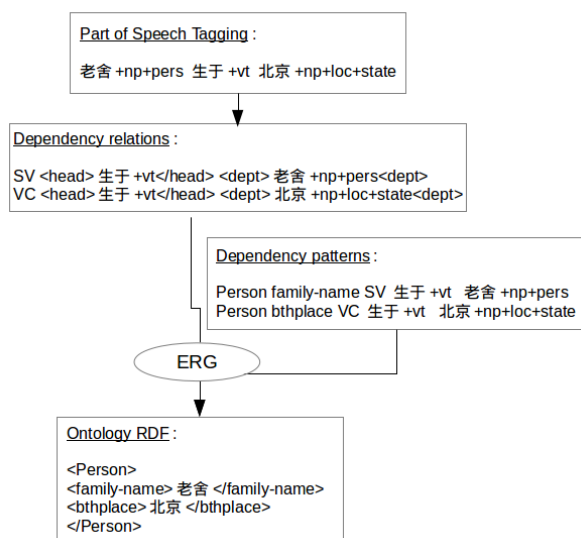 Part of Speech Tagging :
老舍 +np+pers 生于 +vt 北京 +np+loc+state
Dependency relations :
SV <head> 生于 +vt</head> <dept> 老舍 +np+pers<dept>
VC <head> 生于 +vt</head> <dept> 北京 +np+loc+state<dept>
Dependency patterns :
Person family-name SV 生于 +vt 老舍 +np+pers
Person bthplace VC 生于 +vt 北京 +np+loc+state
ERG
Ontology RDF :
<Person>
<family-name> 老舍 </family-name>
<bthplace> 北京 </bthplace>
</Person>